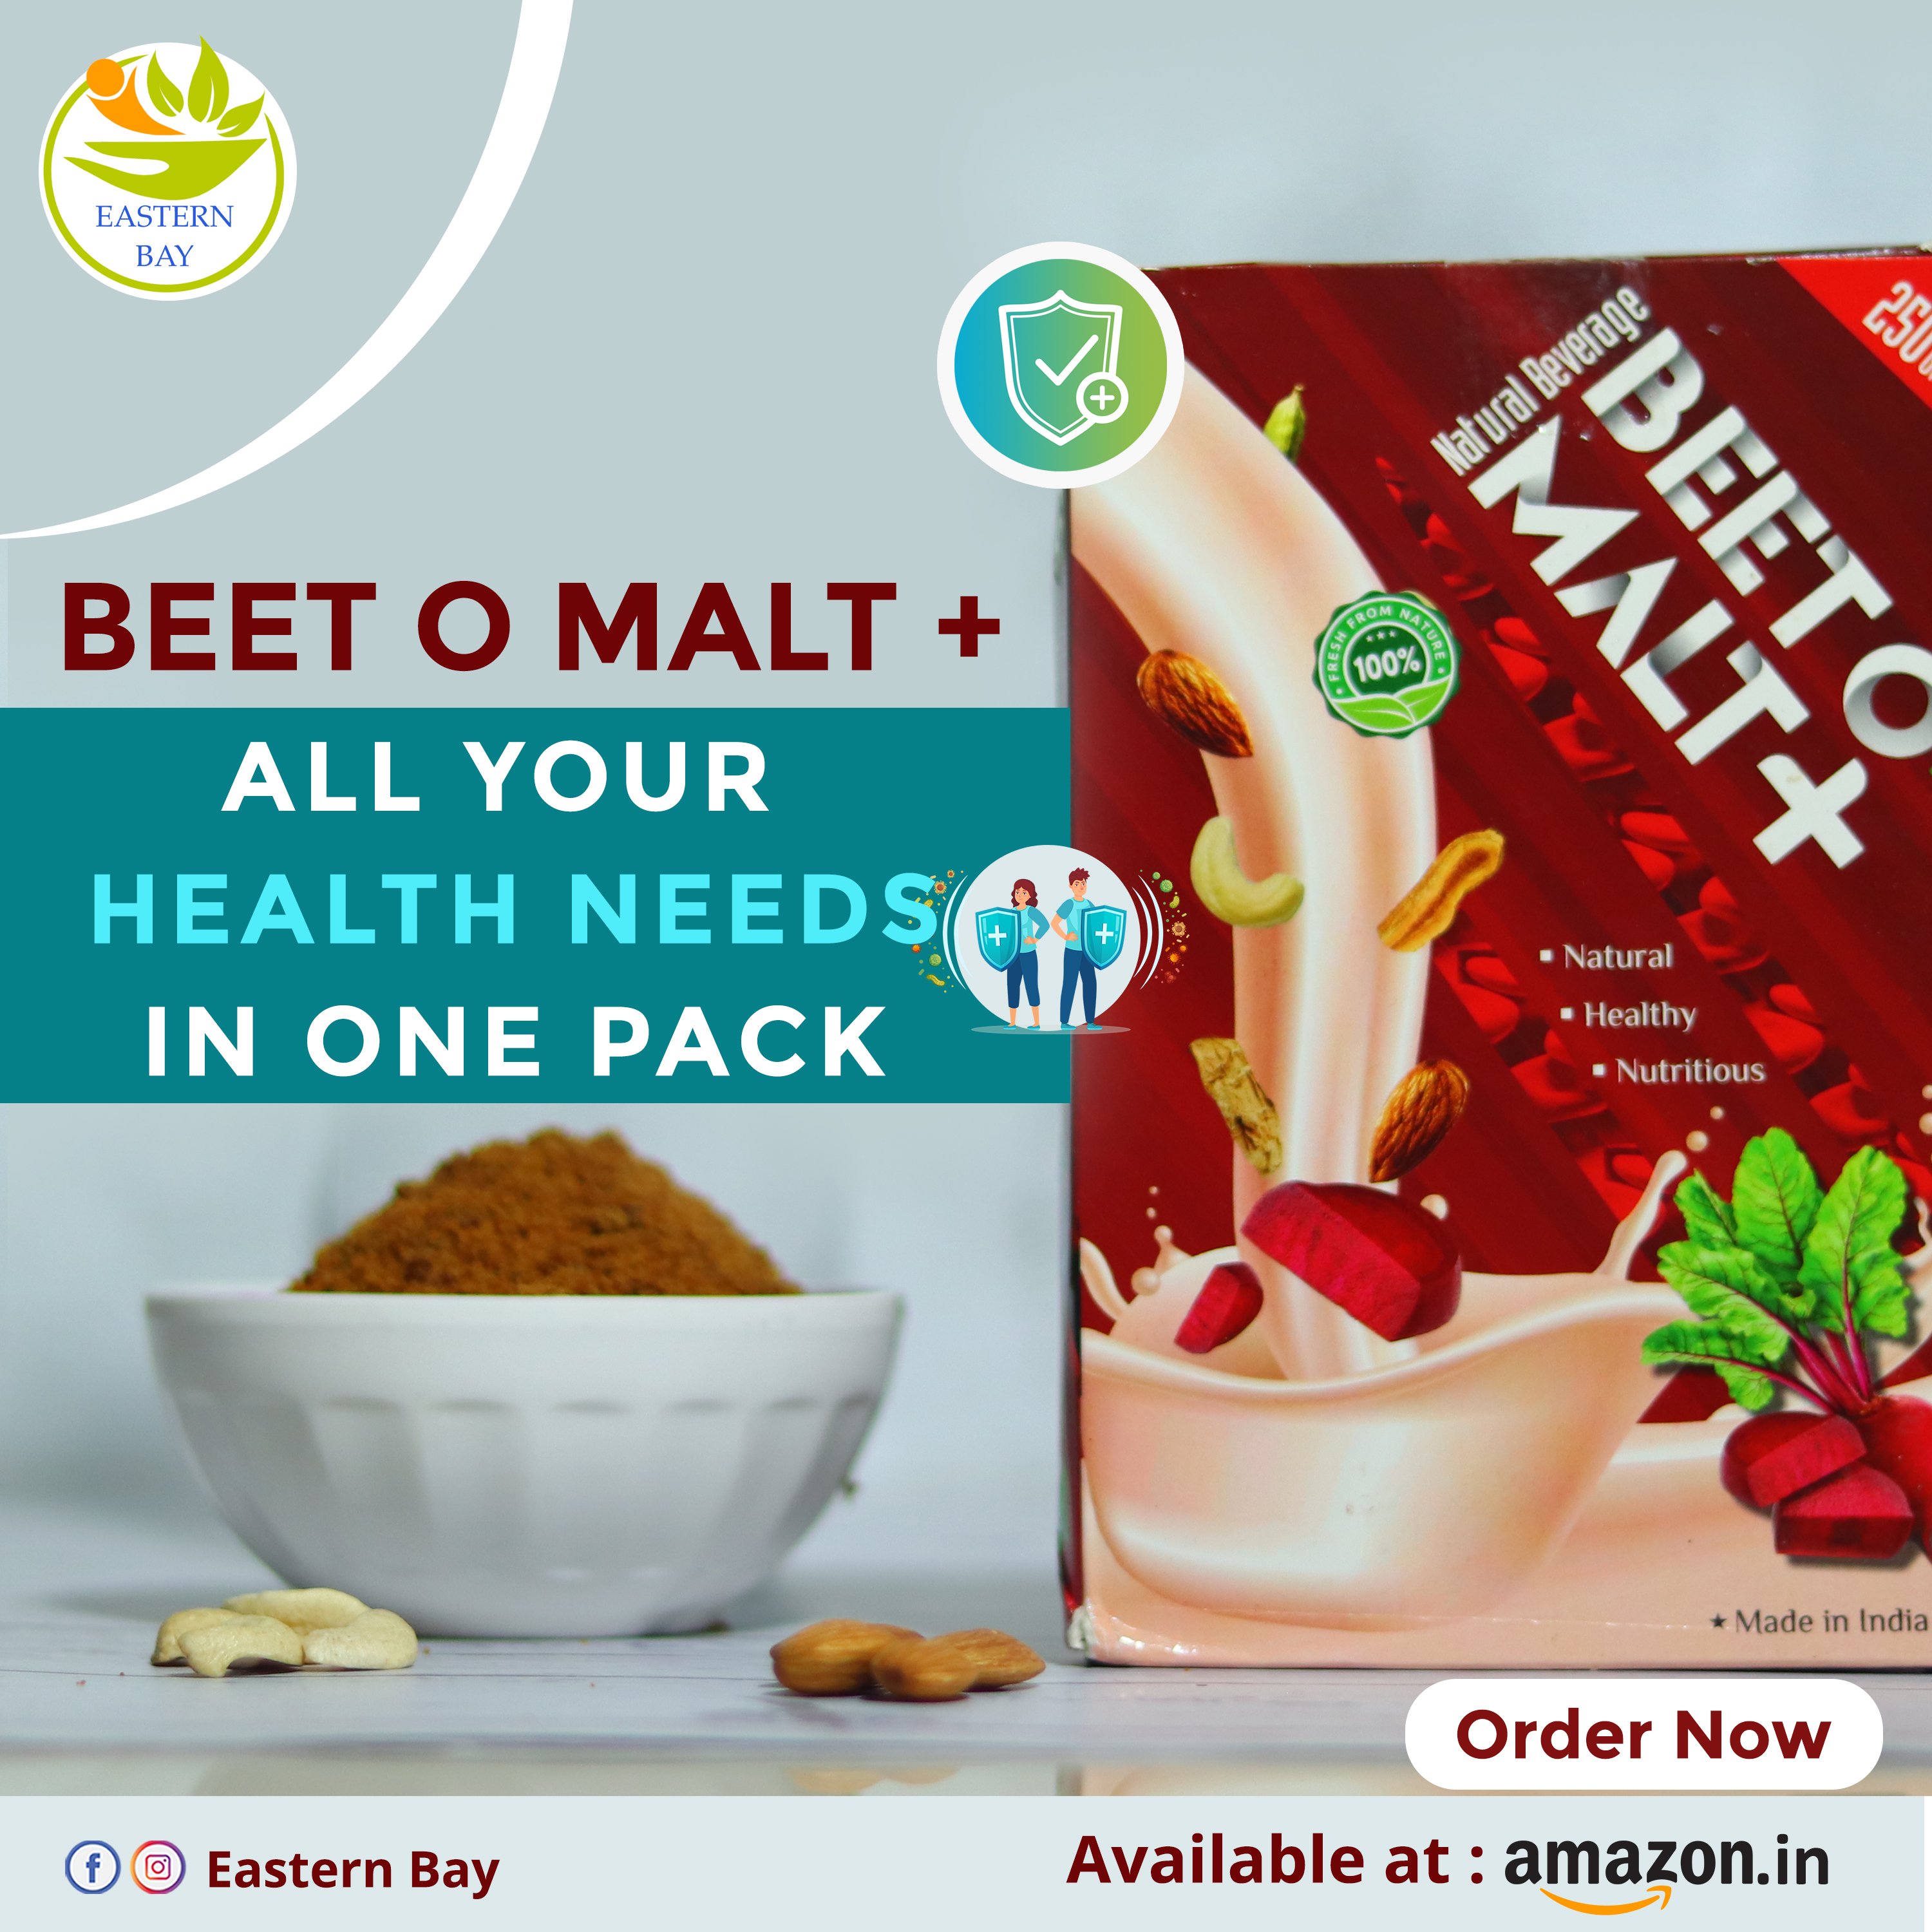 EASTERN
BAY
BEET O MALT +
ALL YOUR
HEALTH NEEDS
IN ONE PACK
Natural Beverage
BEET O
MALT+
FRESH FROM NATURE
100%
▪ Natural
▪ Healthy
▪ Nutritious
★ Made in India
Order Now
Eastern Bay
Available at : amazon.in